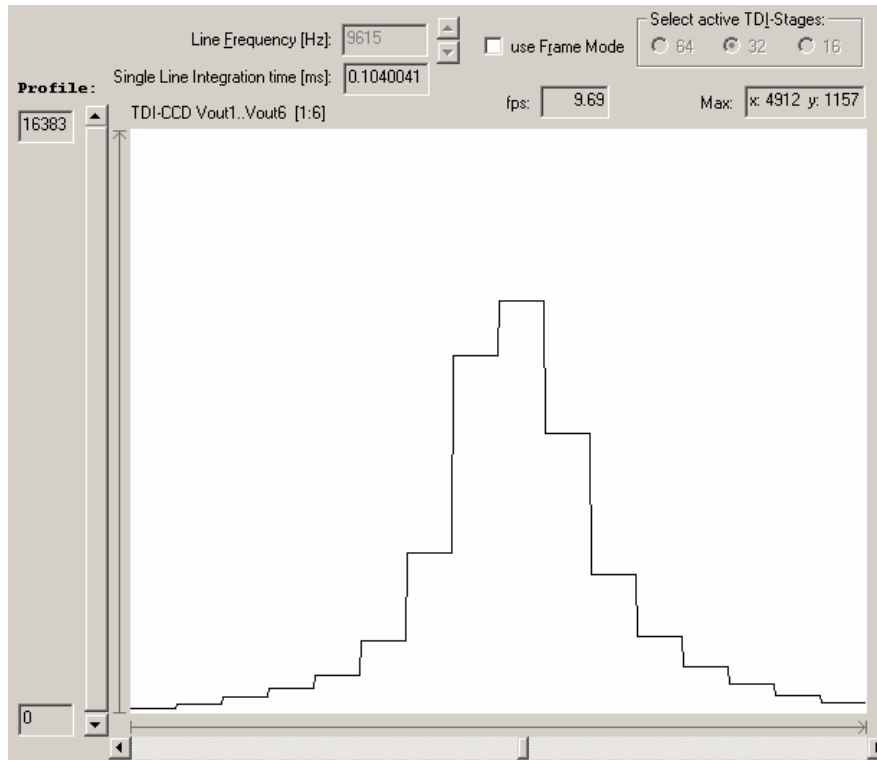 Select active TDI-Stages:
Line Frequency [Hz]: 9615
use Frame Mode
64 32 16
Single Line Integration time [ms]: 0.1040041
Profile:
fps: 9.69
Max: x: 4912 y: 1157
16383
TDI-CCD Vout1..Vout6 [1:6]
0